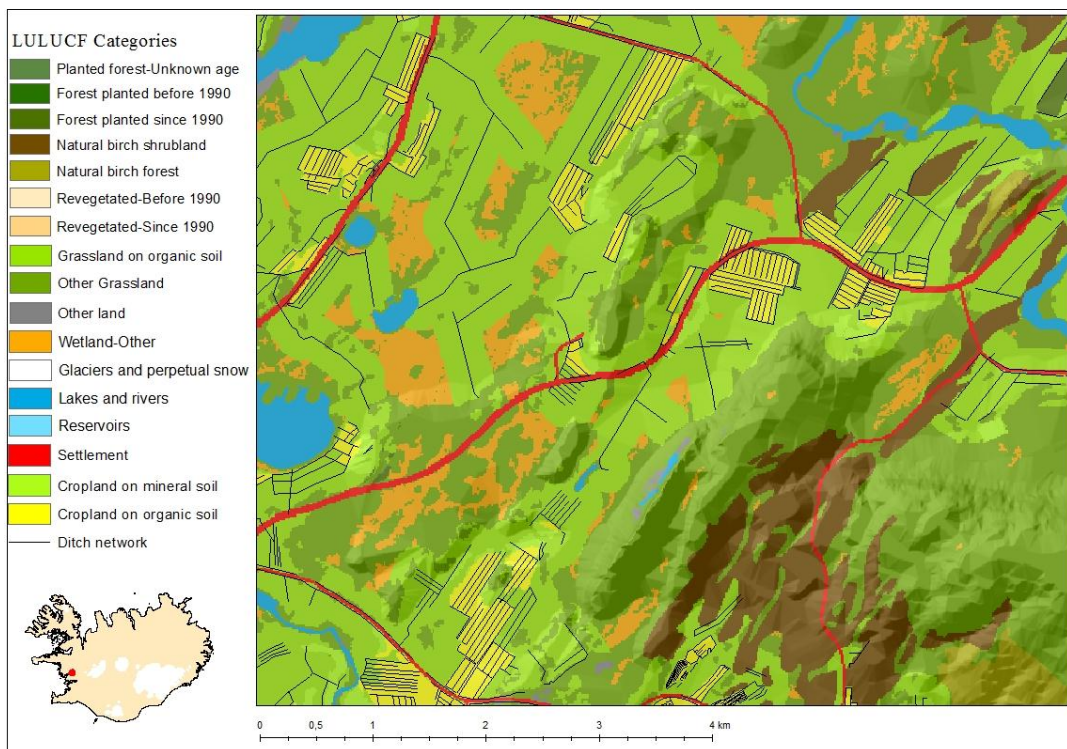 LULUCF Categories
Planted forest-Unknown age
Forest planted before 1990
Forest planted since 1990
Natural birch shrubland
Natural birch forest
Revegetated-Before 1990
Revegetated-Since 1990
Grassland on organic soil
Other Grassland
Other land
Wetland-Other
Glaciers and perpetual snow
Lakes and rivers
Reservoirs
Settlement
Cropland on mineral soil
Cropland on organic soil
Ditch network
0 0,5 1 2 3 4 km